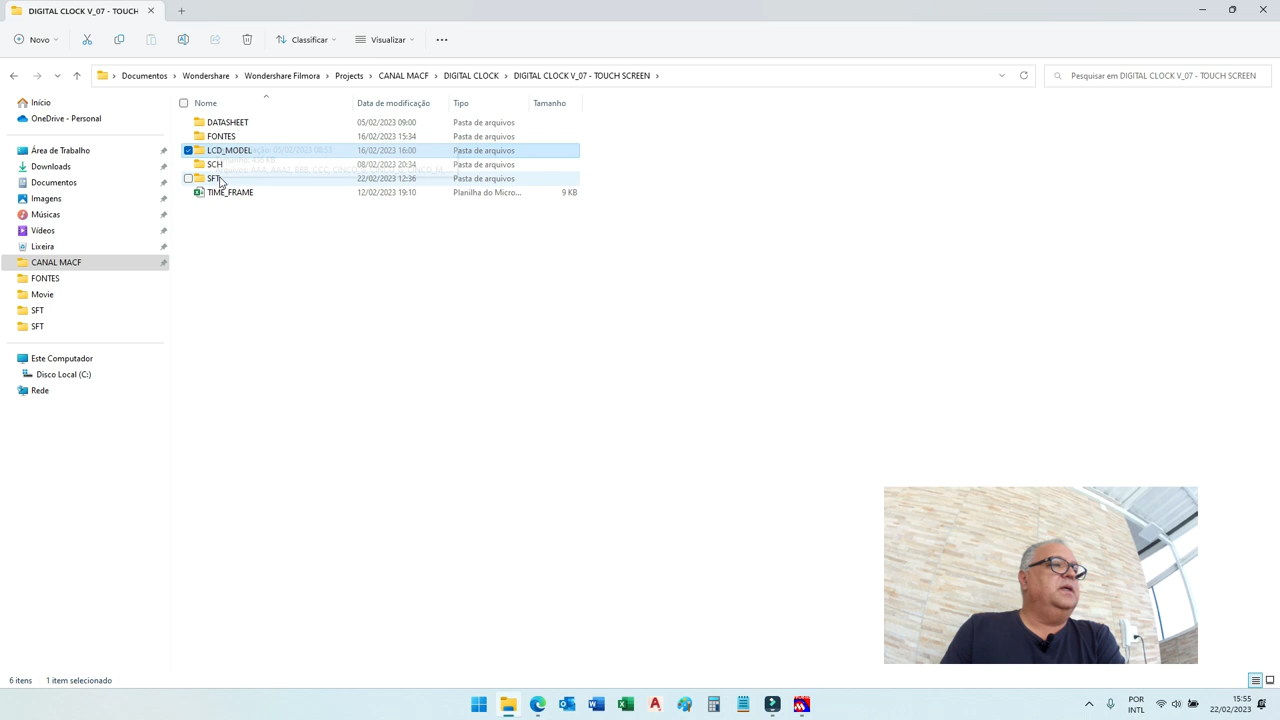 DIGITAL CLOCK V_07 - TOUCH
Novo
Classificar
Visualizar
Documentos > Wondershare > Wondershare Filmora > Projects > CANAL MACF > DIGITAL CLOCK > DIGITAL CLOCK V_07 - TOUCH SCREEN >
Pesquisar em DIGITAL CLOCK V_07 - TOUCH SCREEN
Início
OneDrive - Personal
Área de Trabalho
Downloads
Documentos
Imagens
Músicas
Vídeos
Lixeira
CANAL MACF
FONTES
Movie
SFT
SFT
Este Computador
Disco Local (C:)
Rede
Nome Data de modificação Tipo Tamanho
DATASHEET 05/02/2023 09:00 Pasta de arquivos
FONTES 16/02/2023 15:34 Pasta de arquivos
LCD_MODEL 16/02/2023 16:00 Pasta de arquivos
SCH 08/02/2023 20:34 Pasta de arquivos
SFT 22/02/2023 12:36 Pasta de arquivos
TIME_FRAME 12/02/2023 19:10 Planilha do Micro... 9 KB
6 itens 1 item selecionado
POR
INTL
15:55
22/02/2023